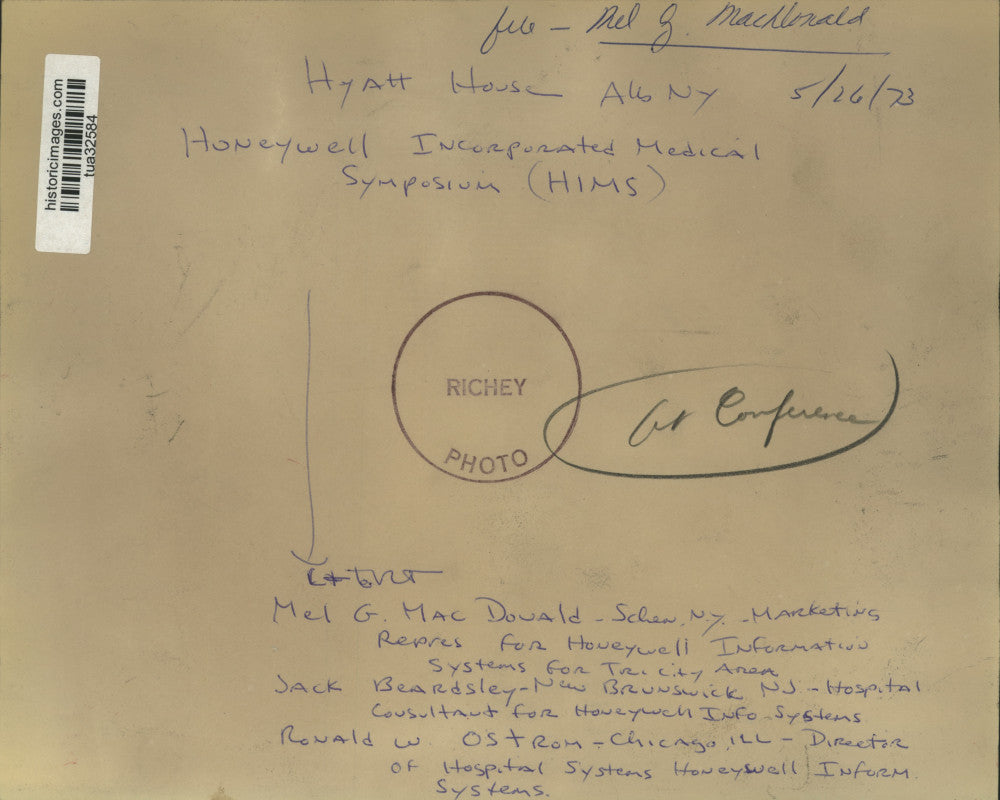 file - Mel G. MacDonald
Hyatt House Alb NY 5/26/73
Honeywell Incorporated Medical
Symposium (HIMS)
historicimages.com
tua32584
RICHEY
PHOTO
At Conference
L to RT
Mel G. Mac Donald - Schen. N.Y. - Marketing
Repres for Honeywell Information
Systems for Tri City Area
Jack Beardsley - New Brunswick NJ - Hospital
Consultant for Honeywell Info Systems
Ronald W. Ostrom - Chicago ILL - Director
of Hospital Systems Honeyswell Inform.
Systems.